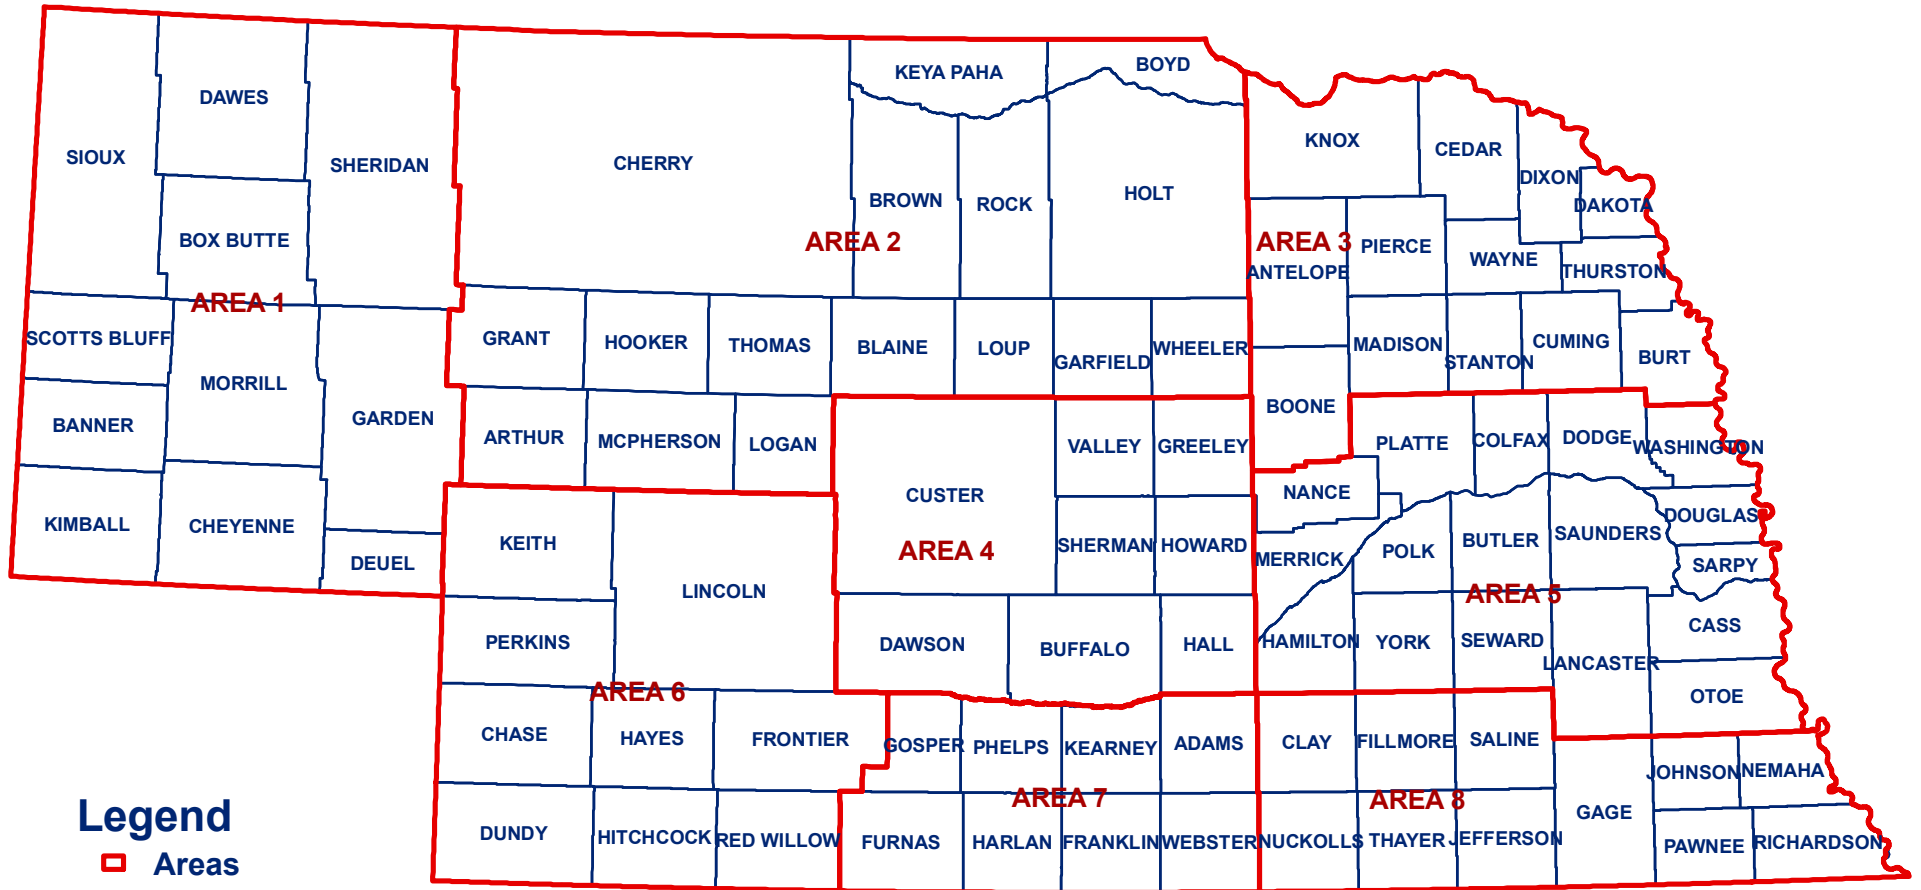 KEYA PAHA
BOYD
DAWES
SIOUX
SHERIDAN
CHERRY
KNOX
CEDAR
DIXON
DAKOTA
BROWN
ROCK
HOLT
BOX BUTTE
AREA 2
AREA 3
PIERCE
WAYNE
ANTELOPE
THURSTON
AREA 1
SCOTTS BLUFF
GRANT
HOOKER
THOMAS
BLAINE
LOUP
GARFIELD
WHEELER
MADISON
STANTON
CUMING
BURT
MORRILL
BANNER
GARDEN
ARTHUR
MCPHERSON
LOGAN
VALLEY
GREELEY
BOONE
PLATTE
COLFAX
DODGE
WASHINGTON
CUSTER
NANCE
KIMBALL
CHEYENNE
KEITH
AREA 4
SHERMAN
HOWARD
MERRICK
POLK
BUTLER
SAUNDERS
DOUGLAS
SARPY
DEUEL
LINCOLN
AREA 5
CASS
PERKINS
DAWSON
BUFFALO
HALL
HAMILTON
YORK
SEWARD
LANCASTER
OTOE
AREA 6
CHASE
HAYES
FRONTIER
GOSPER
PHELPS
KEARNEY
ADAMS
CLAY
FILLMORE
SALINE
JOHNSON
NEMAHA
AREA 7
AREA 8
GAGE
DUNDY
HITCHCOCK
RED WILLOW
FURNAS
HARLAN
FRANKLIN
WEBSTER
NUCKOLLS
THAYER
JEFFERSON
PAWNEE
RICHARDSON
Legend
Areas